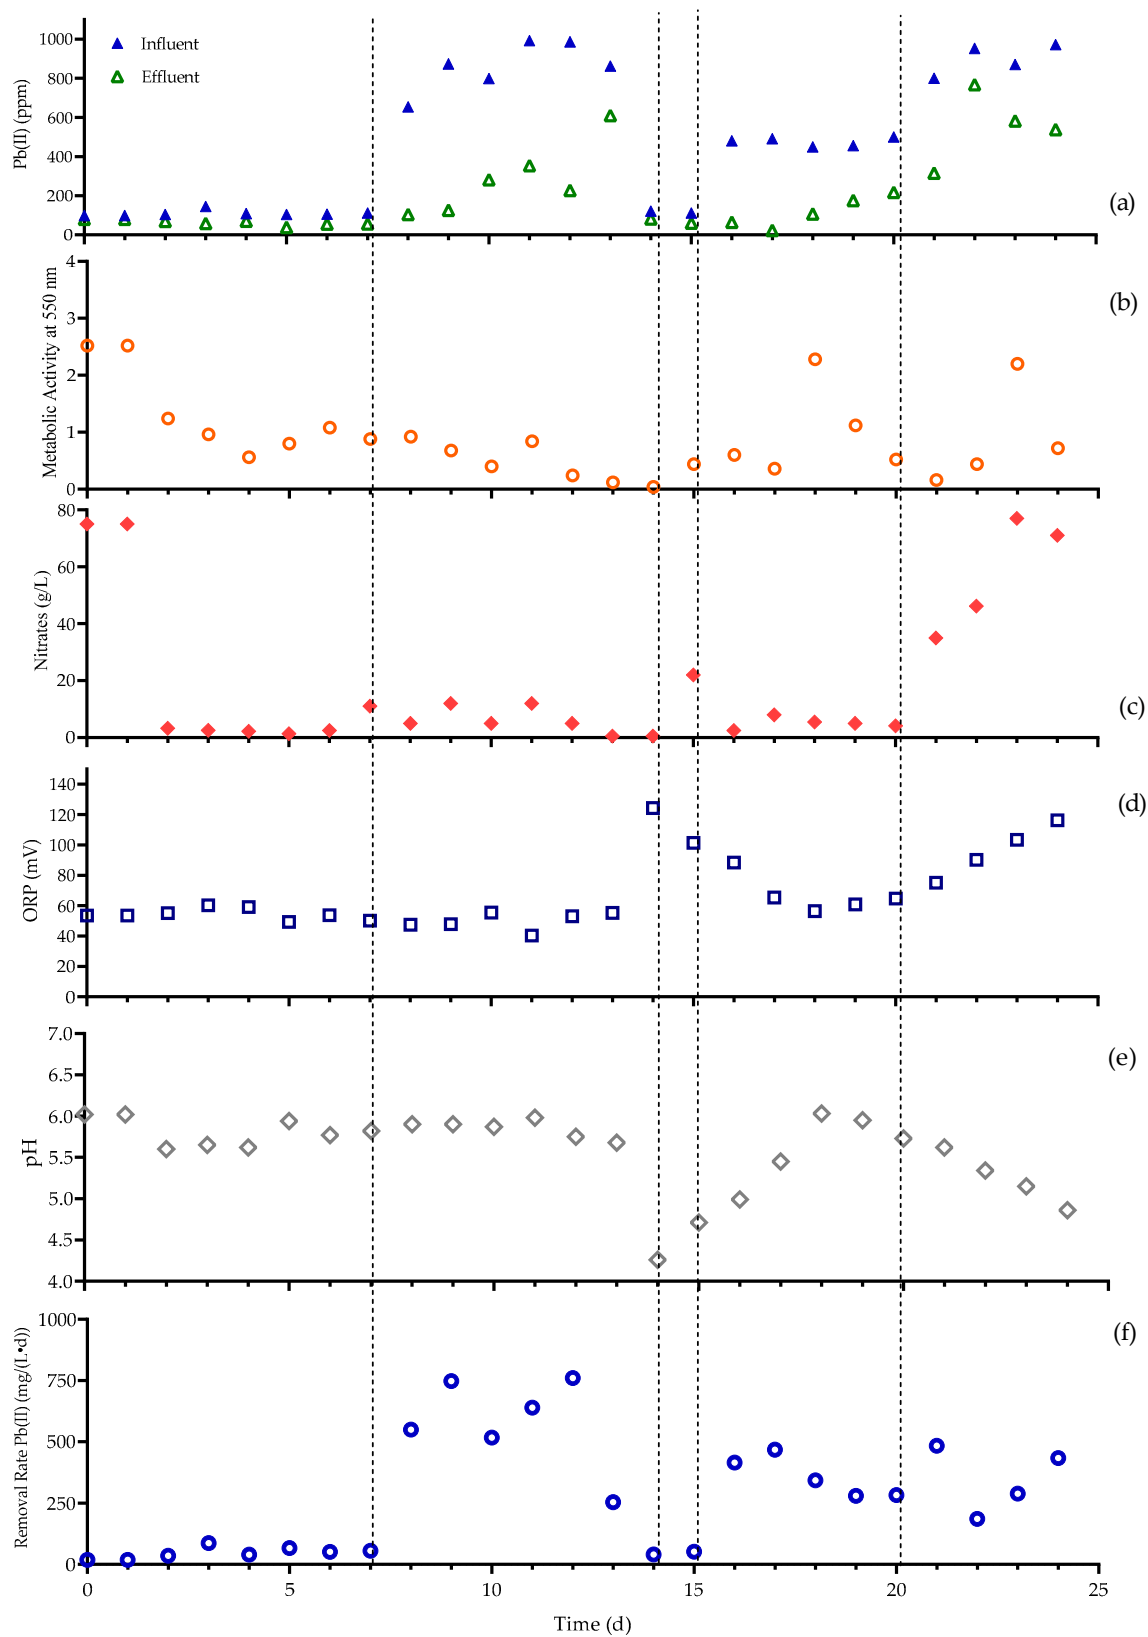 Influent
Effluent
Pb(II) (ppm)
1000
800
600
400
200
0
(a)
Metabolic Activity at 550 nm
4
3
2
1
0
(b)
Nitrates (g/L)
80
60
40
20
0
(c)
ORP (mV)
140
120
100
80
60
40
20
0
(d)
pH
7.0
6.5
6.0
5.5
5.0
4.5
4.0
(e)
Removal Rate Pb(II) (mg/(L•d))
1000
750
500
250
0
(f)
0 5 10 15 20 25
Time (d)